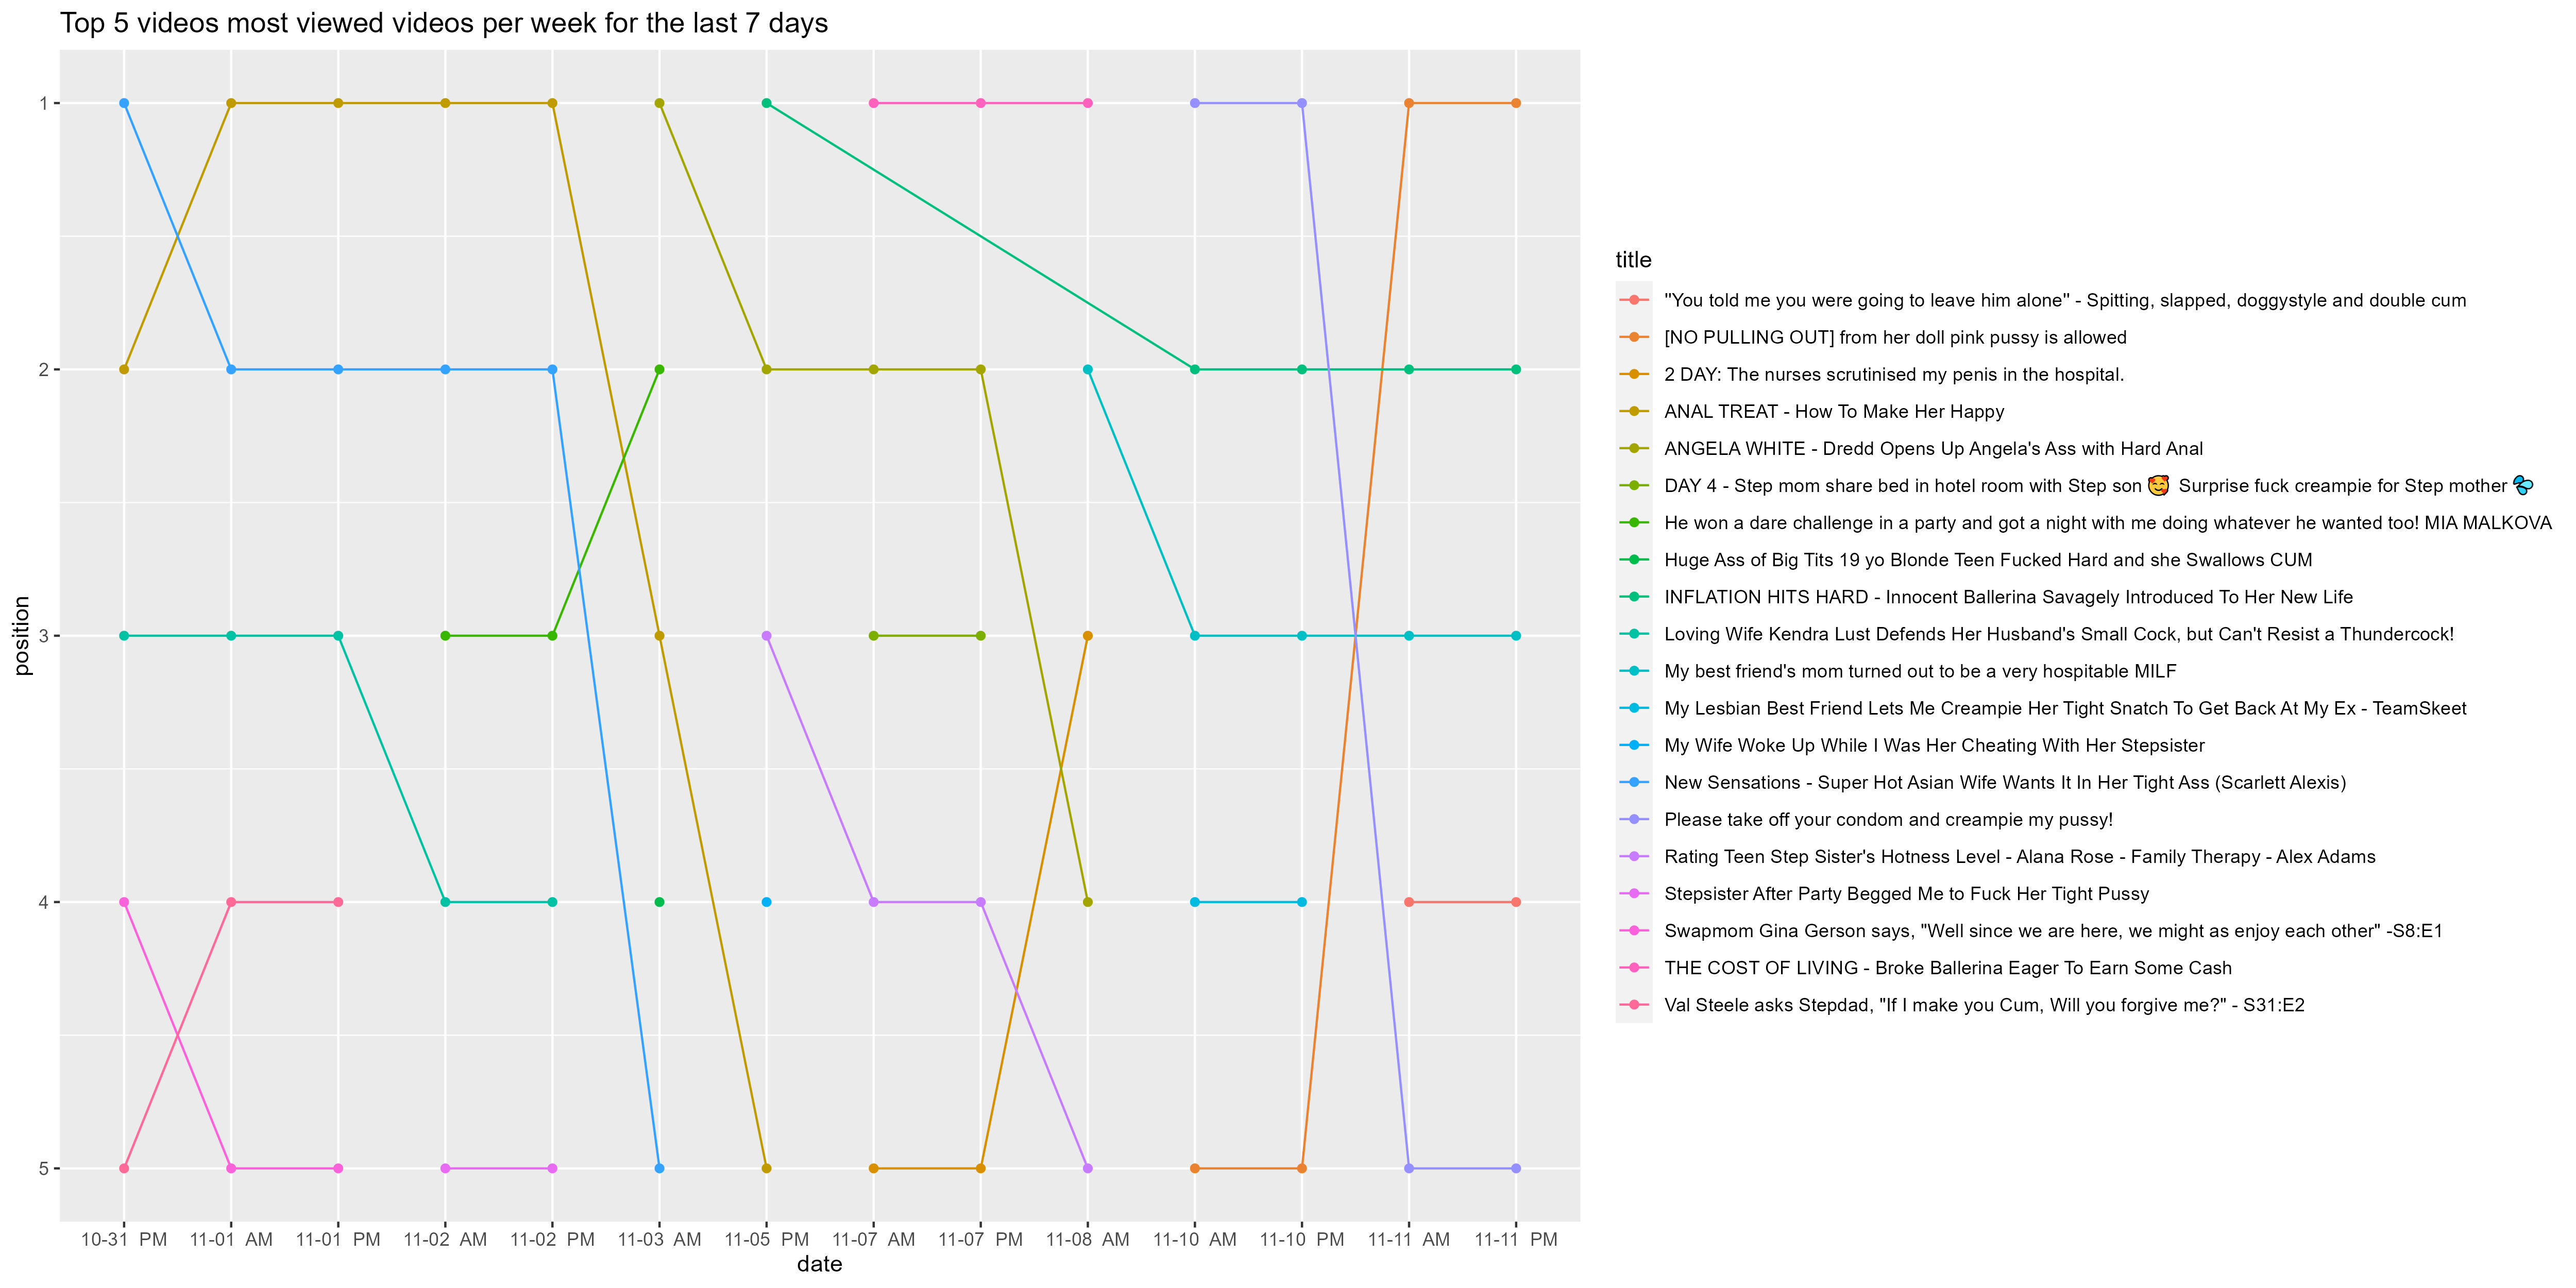 Top 5 videos most viewed videos per week for the last 7 days
position
1
2
3
4
5
10-31 PM
11-01 AM
11-01 PM
11-02 AM
11-02 PM
11-03 AM
11-05 PM
11-07 AM
11-07 PM
11-08 AM
11-10 AM
11-10 PM
11-11 AM
11-11 PM
date
title
"You told me you were going to leave him alone" - Spitting, slapped, doggystyle and double cum
[NO PULLING OUT] from her doll pink pussy is allowed
2 DAY: The nurses scrutinised my penis in the hospital.
ANAL TREAT - How To Make Her Happy
ANGELA WHITE - Dredd Opens Up Angela's Ass with Hard Anal
DAY 4 - Step mom share bed in hotel room with Step son 🥰 Surprise fuck creampie for Step mother 💦
He won a dare challenge in a party and got a night with me doing whatever he wanted too! MIA MALKOVA
Huge Ass of Big Tits 19 yo Blonde Teen Fucked Hard and she Swallows CUM
INFLATION HITS HARD - Innocent Ballerina Savagely Introduced To Her New Life
Loving Wife Kendra Lust Defends Her Husband's Small Cock, but Can't Resist a Thundercock!
My best friend's mom turned out to be a very hospitable MILF
My Lesbian Best Friend Lets Me Creampie Her Tight Snatch To Get Back At My Ex - TeamSkeet
My Wife Woke Up While I Was Her Cheating With Her Stepsister
New Sensations - Super Hot Asian Wife Wants It In Her Tight Ass (Scarlett Alexis)
Please take off your condom and creampie my pussy!
Rating Teen Step Sister's Hotness Level - Alana Rose - Family Therapy - Alex Adams
Stepsister After Party Begged Me to Fuck Her Tight Pussy
Swapmom Gina Gerson says, "Well since we are here, we might as enjoy each other" -S8:E1
THE COST OF LIVING - Broke Ballerina Eager To Earn Some Cash
Val Steele asks Stepdad, "If I make you Cum, Will you forgive me?" - S31:E2